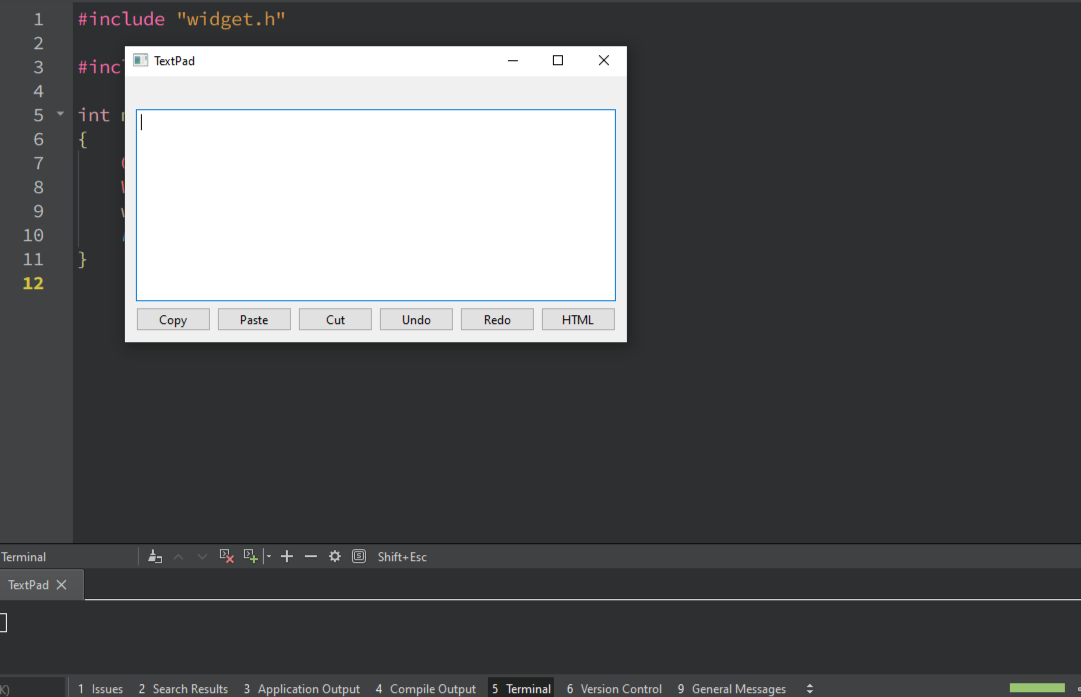 1 #include "widget.h"
2
3 #inc
4
5 int
6 {
7
8
9
10
11 }
12
TextPad
Copy Paste Cut Undo Redo HTML
Terminal Shift+Esc
TextPad
1 Issues 2 Search Results 3 Application Output 4 Compile Output 5 Terminal 6 Version Control 9 General Messages